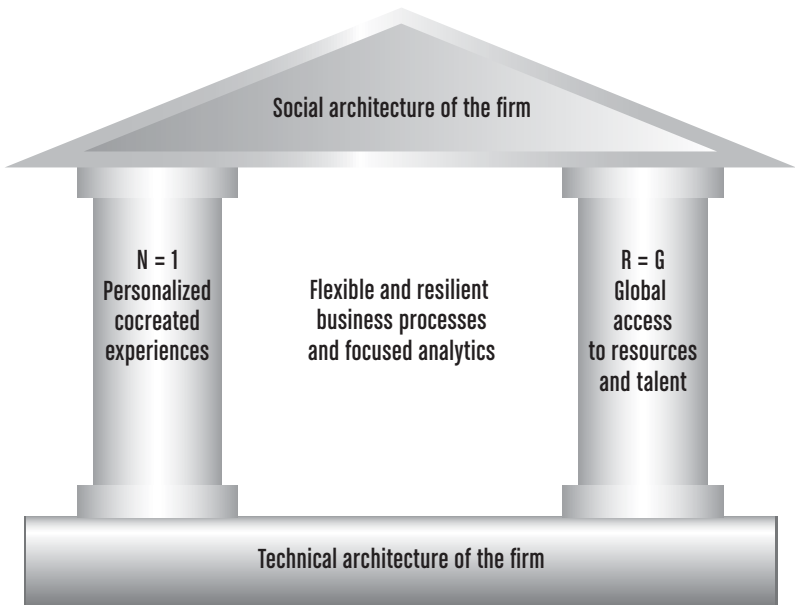 Social architecture of the firm
N = 1
Personalized
cocreated
experiences
Flexible and resilient
business processes
and focused analytics
R = G
Global
access
to resources
and talent
Technical architecture of the firm